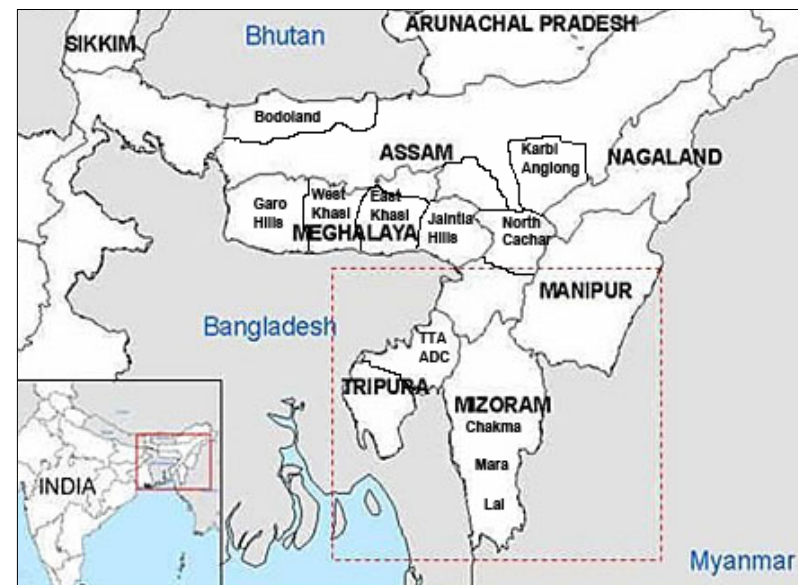 ARUNACHAL PRADESH
SIKKIM
Bhutan
Bodoland
ASSAM
Karbi
Anglong
NAGALAND
Garo
Hills
West
Khasi
East
Khasi
Jaintia
Hills
North
Cachar
MEGHALAYA
MANIPUR
Bangladesh
TTA
ADC
TRIPURA
MIZORAM
Chakma
Mara
Lai
INDIA
Myanmar